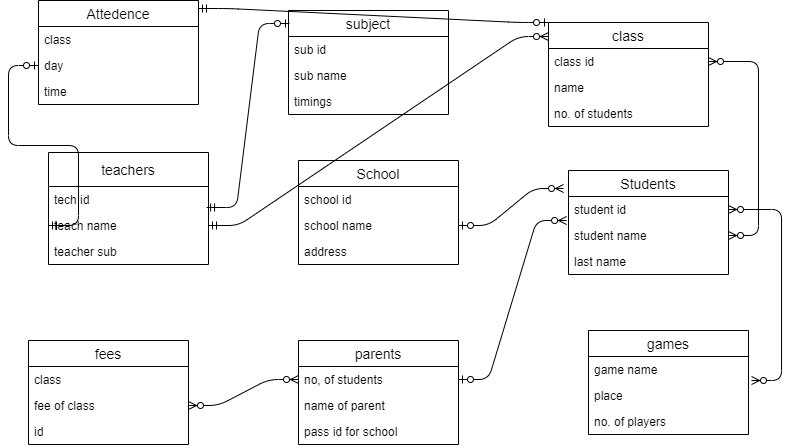 Attedence
class
day
time
subject
sub id
sub name
timings
class
class id
name
no. of students
teachers
tech id
teach name
teacher sub
School
school id
school name
address
Students
student id
student name
last name
fees
class
fee of class
id
parents
no, of students
name of parent
pass id for school
games
game name
place
no. of players